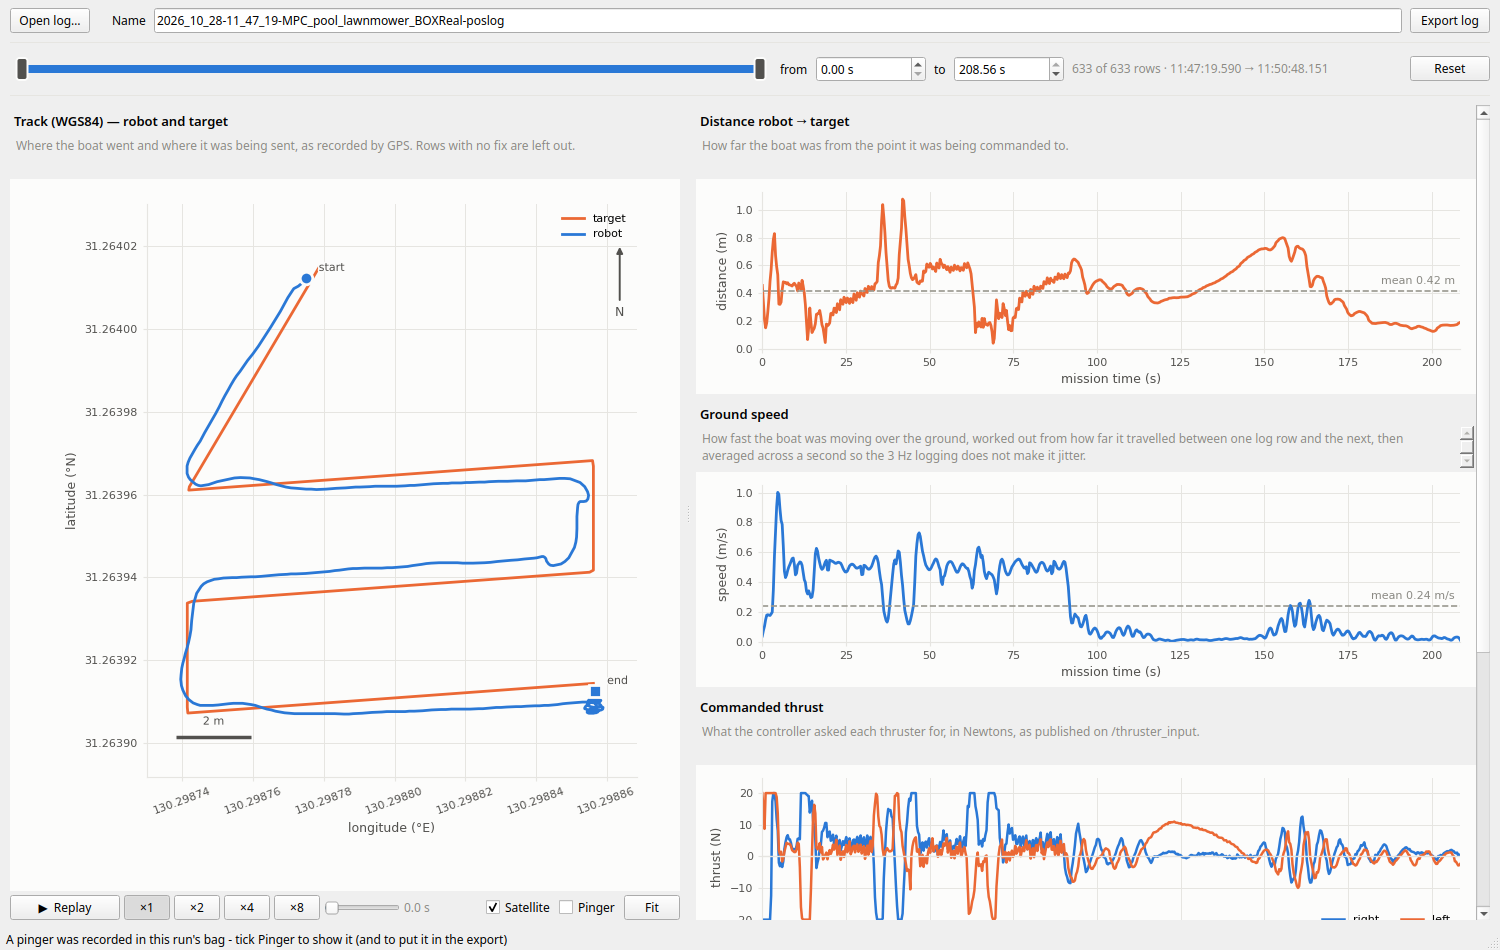 Open log...
Name
2026_10_28-11_47_19-MPC_pool_lawnmower_BOXReal-poslog
Export log
from
0.00 s
to
208.56 s
633 of 633 rows · 11:47:19.590 → 11:50:48.151
Reset
Track (WGS84) — robot and target
Where the boat went and where it was being sent, as recorded by GPS. Rows with no fix are left out.
target
robot
start
N
31.26402
31.26400
31.26398
31.26396
31.26394
31.26392
31.26390
latitude (°N)
end
2 m
130.29874
130.29876
130.29878
130.29880
130.29882
130.29884
130.29886
longitude (°E)
Replay
×1
×2
×4
×8
0.0 s
Satellite
Pinger
Fit
Distance robot → target
How far the boat was from the point it was being commanded to.
1.0
0.8
0.6
0.4
0.2
0.0
distance (m)
mean 0.42 m
0
25
50
75
100
125
150
175
200
mission time (s)
Ground speed
How fast the boat was moving over the ground, worked out from how far it travelled between one log row and the next, then
averaged across a second so the 3 Hz logging does not make it jitter.
1.0
0.8
0.6
0.4
0.2
0.0
speed (m/s)
mean 0.24 m/s
0
25
50
75
100
125
150
175
200
mission time (s)
Commanded thrust
What the controller asked each thruster for, in Newtons, as published on /thruster_input.
20
10
0
−10
−20
thrust (N)
right
left
A pinger was recorded in this run's bag - tick Pinger to show it (and to put it in the export)